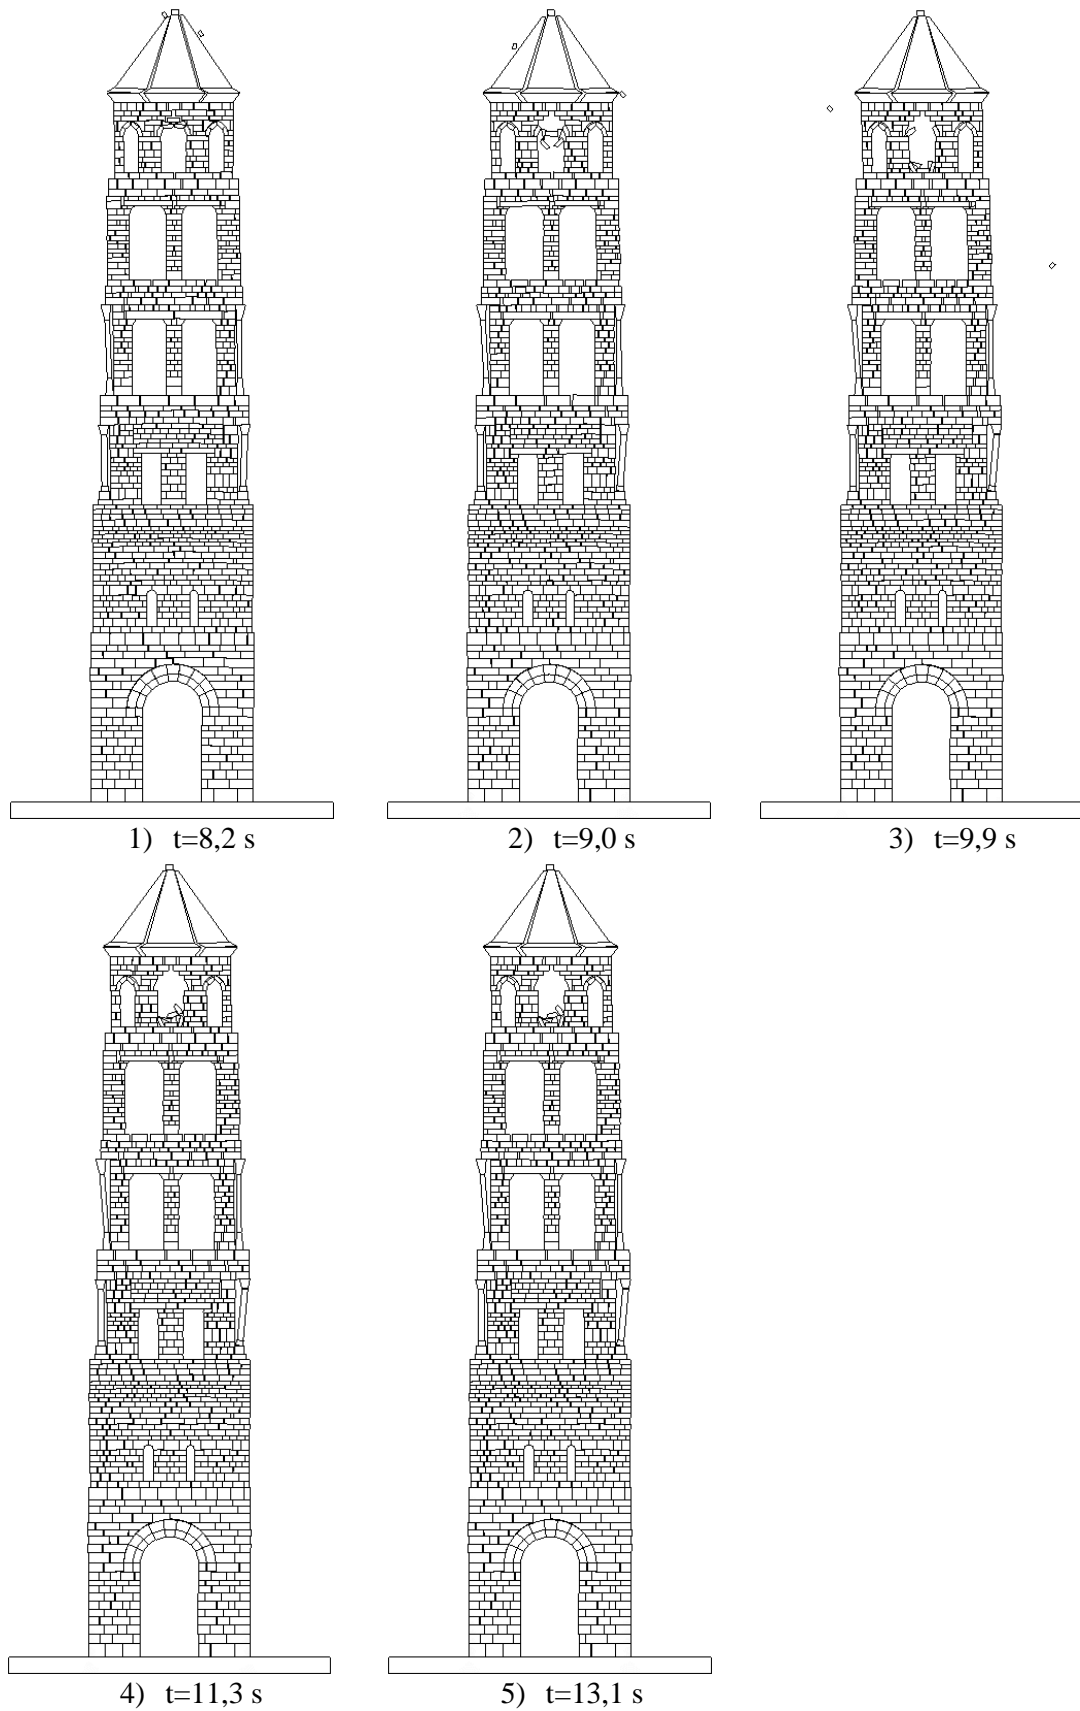 1) t=8,2 s
2) t=9,0 s
3) t=9,9 s
4) t=11,3 s
5) t=13,1 s